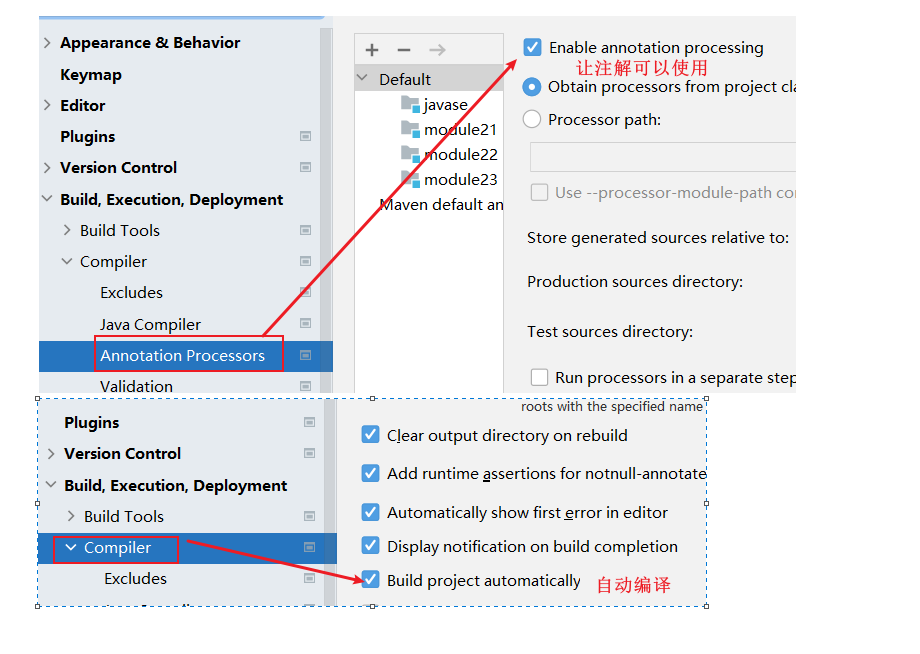 Appearance & Behavior
Keymap
Editor
Plugins
Version Control
Build, Execution, Deployment
Build Tools
Compiler
Excludes
Java Compiler
Annotation Processors
Validation
Default
javase
module21
module22
module23
Maven default an
Enable annotation processing
让注解可以使用
Obtain processors from project cla
Processor path:
Use --processor-module-path co
Store generated sources relative to:
Production sources directory:
Test sources directory:
Run processors in a separate step
Plugins
Version Control
Build, Execution, Deployment
Build Tools
Compiler
Excludes
roots with the specified name
Clear output directory on rebuild
Add runtime assertions for notnull-annotate
Automatically show first error in editor
Display notification on build completion
Build project automatically
自动编译